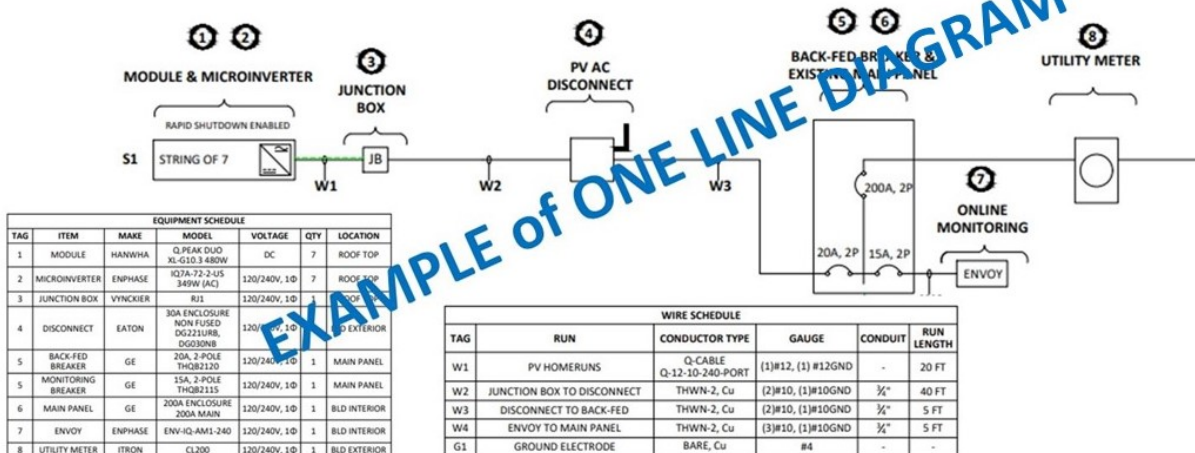 1 2
MODULE & MICROINVERTER
RAPID SHUTDOWN ENABLED
S1
STRING OF 7
W1
3
JUNCTION
BOX
JB
W2
4
PV AC
DISCONNECT
W3
5 6
BACK-FED BREAKER &
EXISTING MAIN PANEL
200A, 2P
20A, 2P
15A, 2P
7
ONLINE
MONITORING
ENVOY
8
UTILITY METER
EXAMPLE of ONE LINE DIAGRAM
EQUIPMENT SCHEDULE
TAG ITEM MAKE MODEL VOLTAGE QTY LOCATION
1 MODULE HANWHA Q.PEAK DUO XL-G10.3 480W DC 7 ROOF TOP
2 MICROINVERTER ENPHASE IQ7A-72-2-US 349W (AC) 120/240V, 1Φ 7 ROOF TOP
3 JUNCTION BOX VYNCKIER RJ1 120/240V, 1Φ 1 ROOF TOP
4 DISCONNECT EATON 30A ENCLOSURE NON FUSED DG221URB, DG030NB 120/240V, 1Φ 1 BLD EXTERIOR
5 BACK-FED BREAKER GE 20A, 2-POLE THQB2120 120/240V, 1Φ 1 MAIN PANEL
5 MONITORING BREAKER GE 15A, 2-POLE THQB2115 120/240V, 1Φ 1 MAIN PANEL
6 MAIN PANEL GE 200A ENCLOSURE 200A MAIN 120/240V, 1Φ 1 BLD INTERIOR
7 ENVOY ENPHASE ENV-IQ-AM1-240 120/240V, 1Φ 1 BLD INTERIOR
8 UTILITY METER ITRON CL200 120/240V, 1Φ 1 BLD EXTERIOR
WIRE SCHEDULE
TAG RUN CONDUCTOR TYPE GAUGE CONDUIT RUN LENGTH
W1 PV HOMERUNS Q-CABLE Q-12-10-240-PORT (1)#12, (1) #12GND - 20 FT
W2 JUNCTION BOX TO DISCONNECT THWN-2, Cu (2)#10, (1)#10GND ¾" 40 FT
W3 DISCONNECT TO BACK-FED THWN-2, Cu (2)#10, (1)#10GND ¾" 5 FT
W4 ENVOY TO MAIN PANEL THWN-2, Cu (3)#10, (1)#10GND ¾" 5 FT
G1 GROUND ELECTRODE BARE, Cu #4 - -